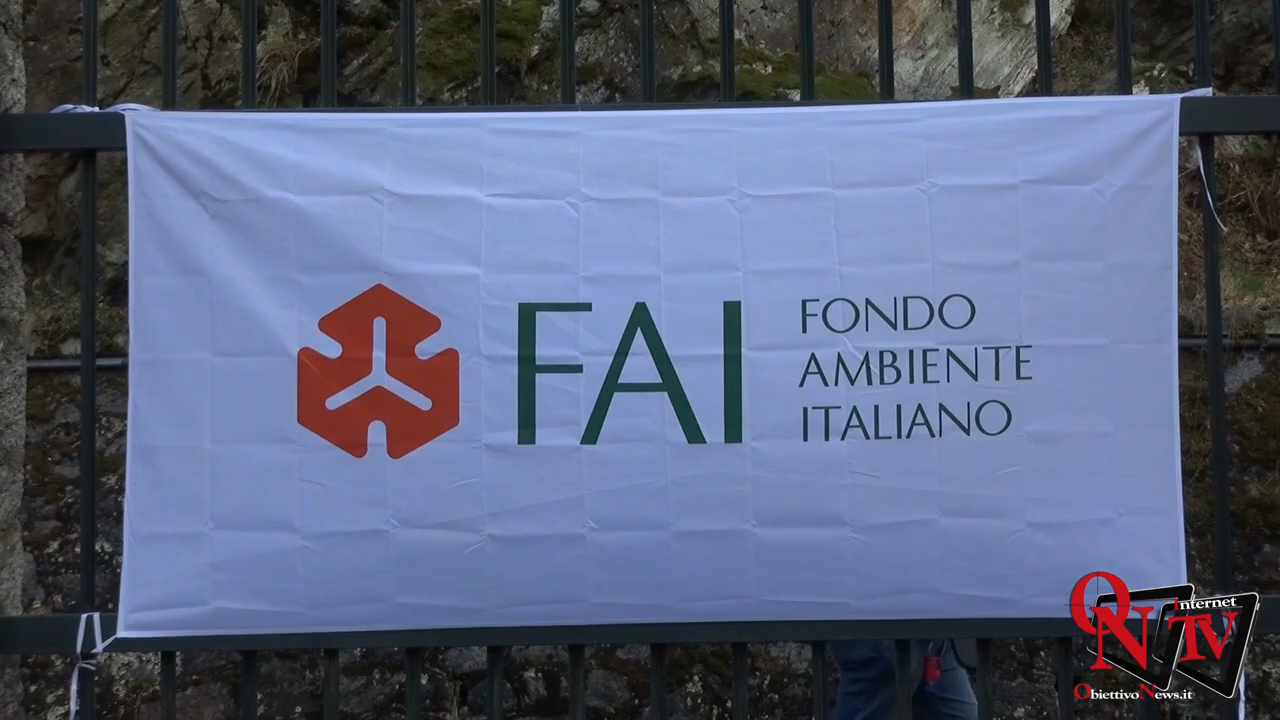 FAI
FONDO
AMBIENTE
ITALIANO
ON
Internet
TV
ObiettivoNews.it